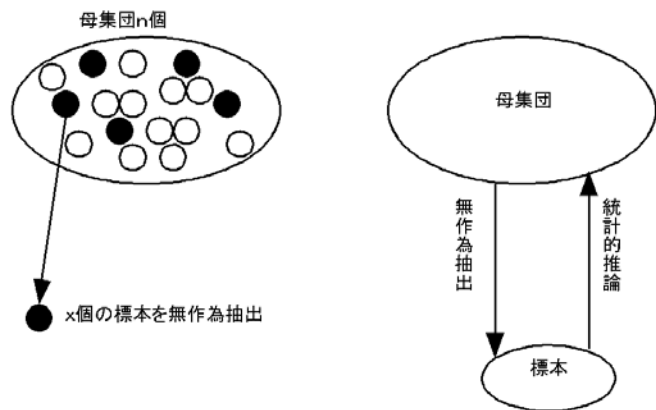 母集団n個
x個の標本を無作為抽出
母集団
無作為抽出
統計的推論
標本